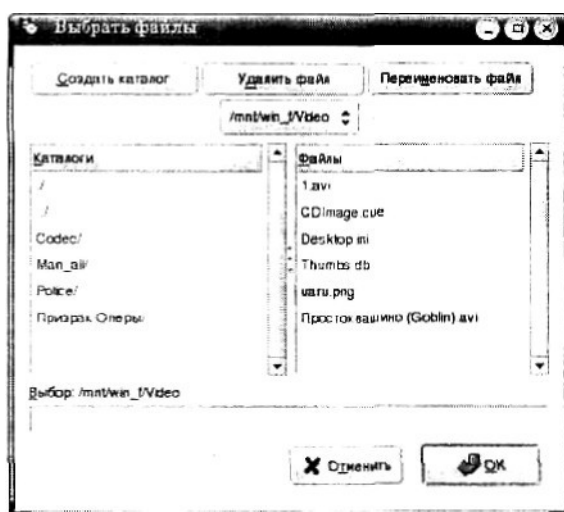 Выбрать файлы
Создать каталог
Удалить файл
Переименовать файл
/mnt/win_f/Video
Каталоги
Файлы
./
../
Codec/
Man_all/
Police/
Призрак Оперы/
1.avi
CDImage.cue
Desktop.ini
Thumbs.db
uaru.png
Простоквашино (Goblin).avi
Выбор: /mnt/win_f/Video
Отменить
OK